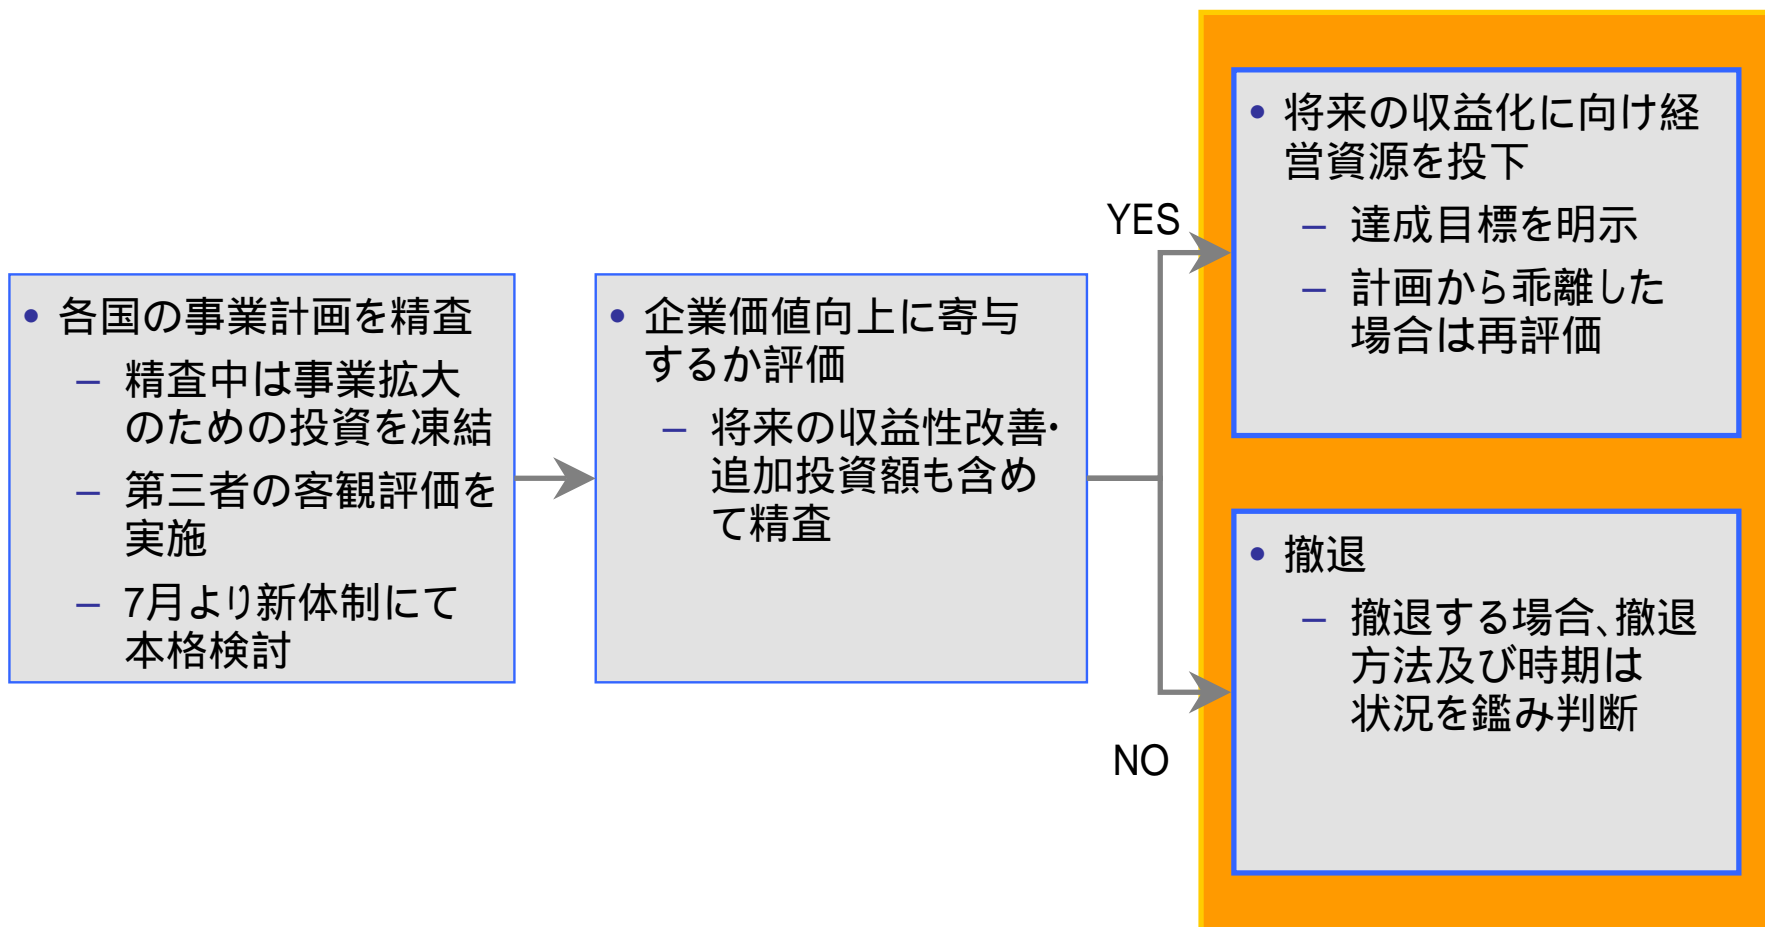 • 各国の事業計画を精査
– 精査中は事業拡大
のための投資を凍結
– 第三者の客観評価を
実施
– 7月より新体制にて
本格検討
• 企業価値向上に寄与
するか評価
– 将来の収益性改善・
追加投資額も含め
て精査
YES
• 将来の収益化に向け経
営資源を投下
– 達成目標を明示
– 計画から乖離した
場合は再評価
NO
• 撤退
– 撤退する場合、撤退
方法及び時期は
状況を鑑み判断